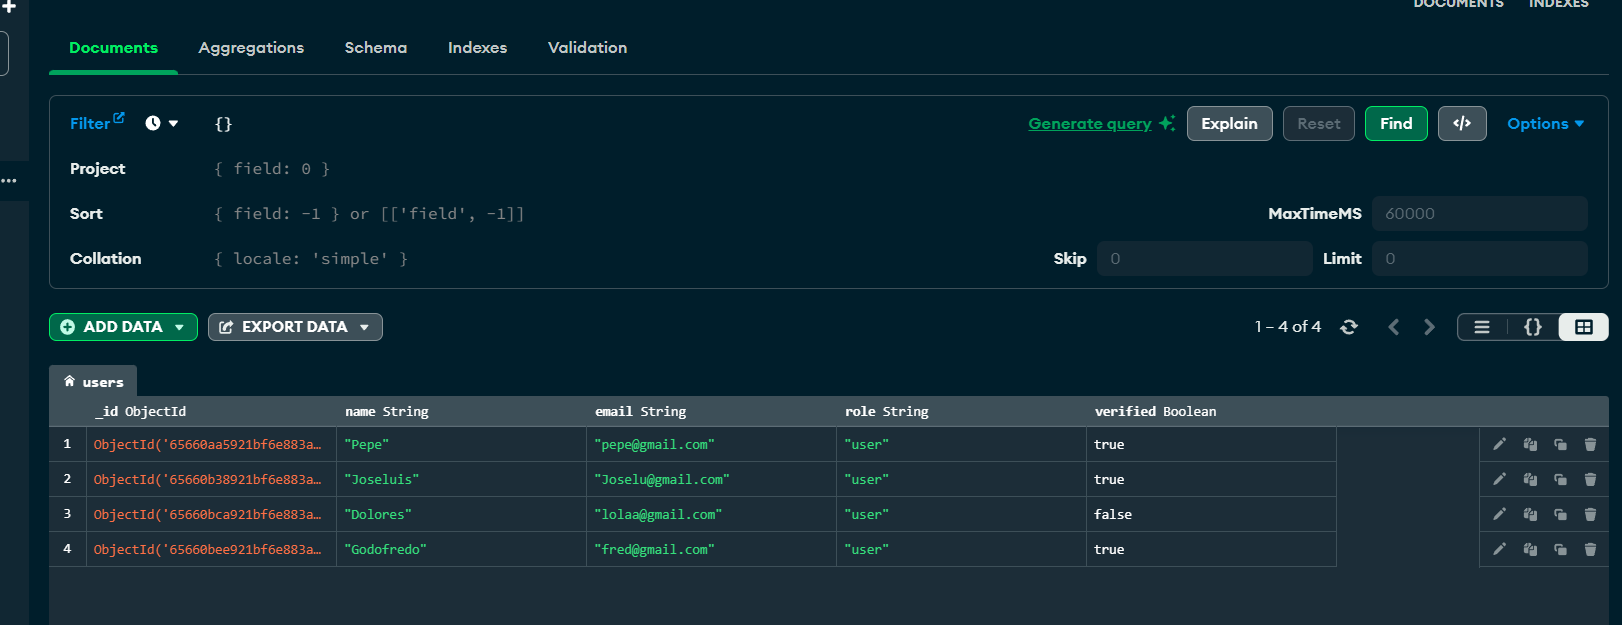 DOCUMENTS INDEXES
Documents Aggregations Schema Indexes Validation
Filter {} Generate query Explain Reset Find </> Options
Project { field: 0 }
Sort { field: -1 } or [['field', -1]] MaxTimeMS 60000
Collation { locale: 'simple' } Skip 0 Limit 0
ADD DATA EXPORT DATA 1 – 4 of 4 {}
users
_id ObjectId name String email String role String verified Boolean
1 ObjectId('65660aa5921bf6e883a… "Pepe" "pepe@gmail.com" "user" true
2 ObjectId('65660b38921bf6e883a… "Joseluis" "Joselu@gmail.com" "user" true
3 ObjectId('65660bca921bf6e883a… "Dolores" "lolaa@gmail.com" "user" false
4 ObjectId('65660bee921bf6e883a… "Godofredo" "fred@gmail.com" "user" true